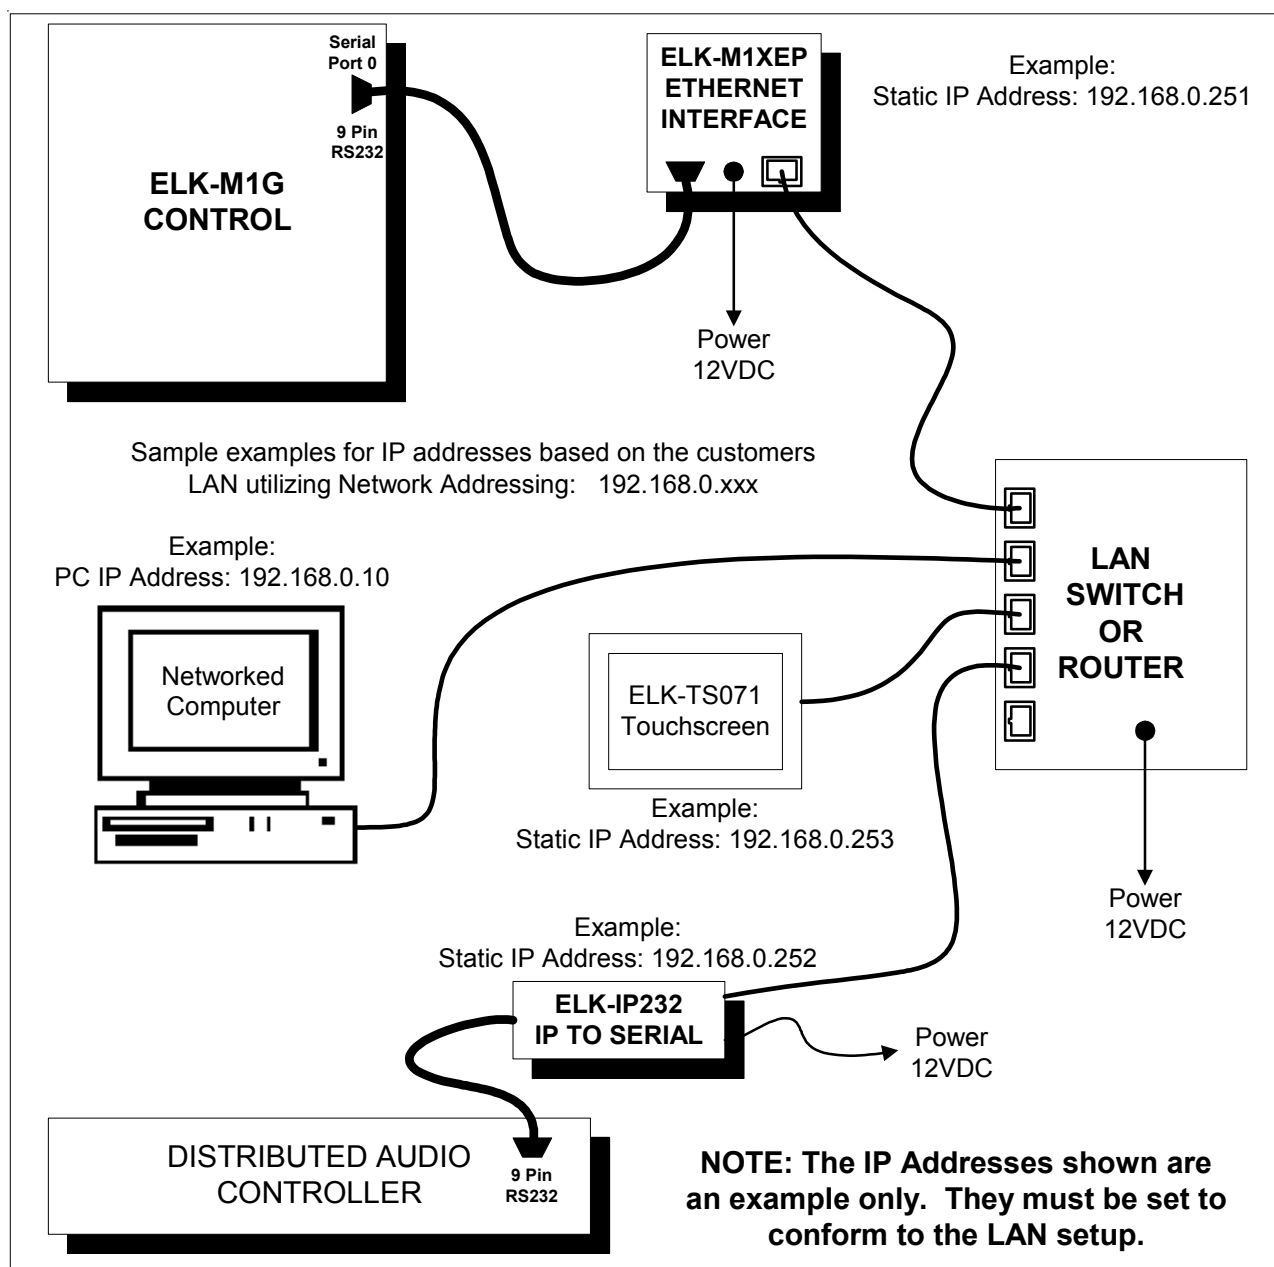 Serial
Port 0
9 Pin
RS232
ELK-M1G
CONTROL
ELK-M1XEP
ETHERNET
INTERFACE
Example:
Static IP Address: 192.168.0.251
Power
12VDC
Sample examples for IP addresses based on the customers
LAN utilizing Network Addressing: 192.168.0.xxx
Example:
PC IP Address: 192.168.0.10
Networked
Computer
ELK-TS071
Touchscreen
Example:
Static IP Address: 192.168.0.253
LAN
SWITCH
OR
ROUTER
Power
12VDC
Example:
Static IP Address: 192.168.0.252
ELK-IP232
IP TO SERIAL
Power
12VDC
DISTRIBUTED AUDIO
CONTROLLER
9 Pin
RS232
NOTE: The IP Addresses shown are
an example only. They must be set to
conform to the LAN setup.